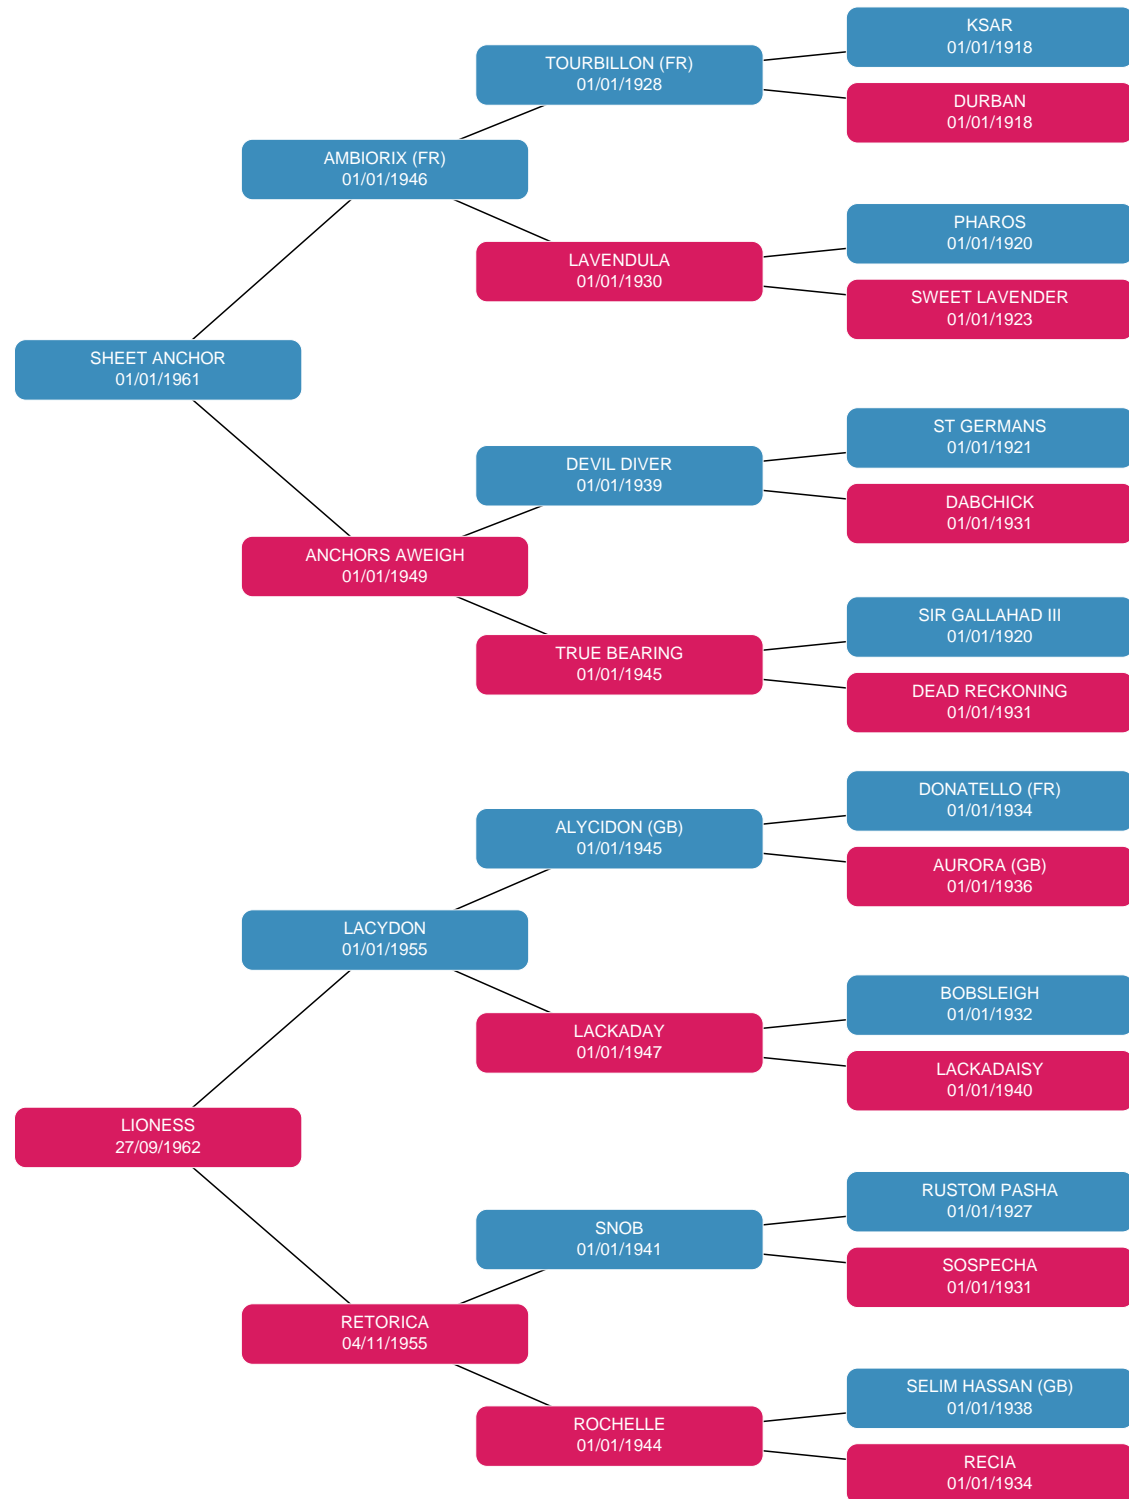 KSAR
01/01/1918
TOURBILLON (FR)
01/01/1928
DURBAN
01/01/1918
AMBIORIX (FR)
01/01/1946
PHAROS
01/01/1920
LAVENDULA
01/01/1930
SWEET LAVENDER
01/01/1923
SHEET ANCHOR
01/01/1961
ST GERMANS
01/01/1921
DEVIL DIVER
01/01/1939
DABCHICK
01/01/1931
ANCHORS AWEIGH
01/01/1949
SIR GALLAHAD III
01/01/1920
TRUE BEARING
01/01/1945
DEAD RECKONING
01/01/1931
DONATELLO (FR)
01/01/1934
ALYCIDON (GB)
01/01/1945
AURORA (GB)
01/01/1936
LACYDON
01/01/1955
BOBSLEIGH
01/01/1932
LACKADAY
01/01/1947
LACKADAISY
01/01/1940
LIONESS
27/09/1962
RUSTOM PASHA
01/01/1927
SNOB
01/01/1941
SOSPECHA
01/01/1931
RETORICA
04/11/1955
SELIM HASSAN (GB)
01/01/1938
ROCHELLE
01/01/1944
RECIA
01/01/1934